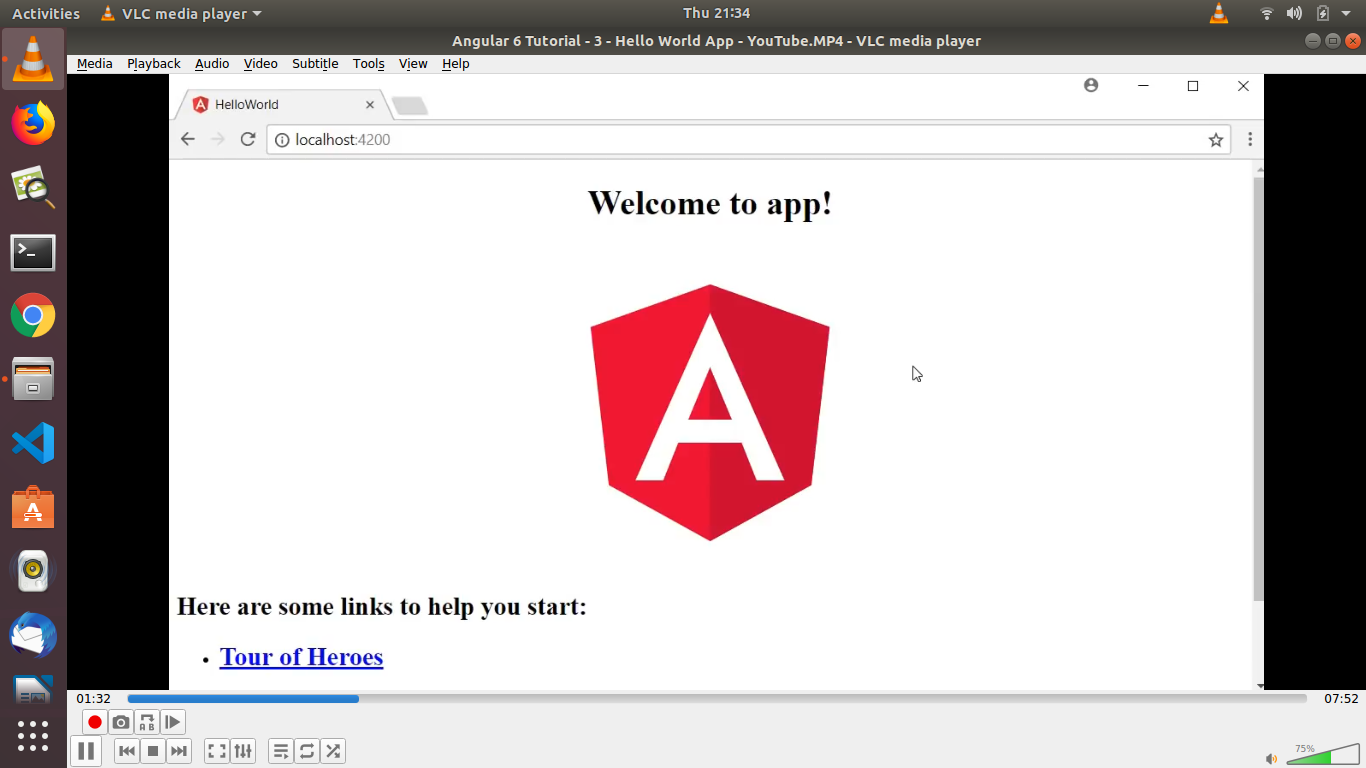 Activities VLC media player Thu 21:34
Angular 6 Tutorial - 3 - Hello World App - YouTube.MP4 - VLC media player
Media Playback Audio Video Subtitle Tools View Help
HelloWorld
localhost:4200
Welcome to app!
Here are some links to help you start:
• Tour of Heroes
01:32 07:52
A B
75%